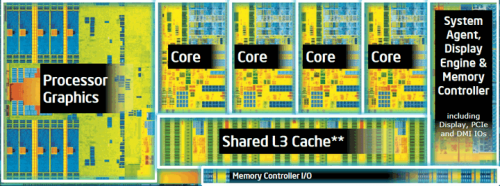 Processor
Graphics
Core
Core
Core
Core
Shared L3 Cache**
Memory Controller I/O
System
Agent,
Display
Engine &
Memory
Controller
including
Display, PCIe
and DMI IOs